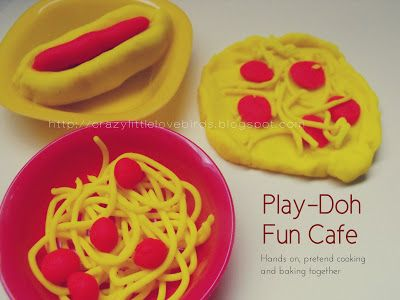 http://crazylittlelovebirds.blogspot.com
Play-Doh
Fun Cafe
Hands on, pretend cooking
and baking together